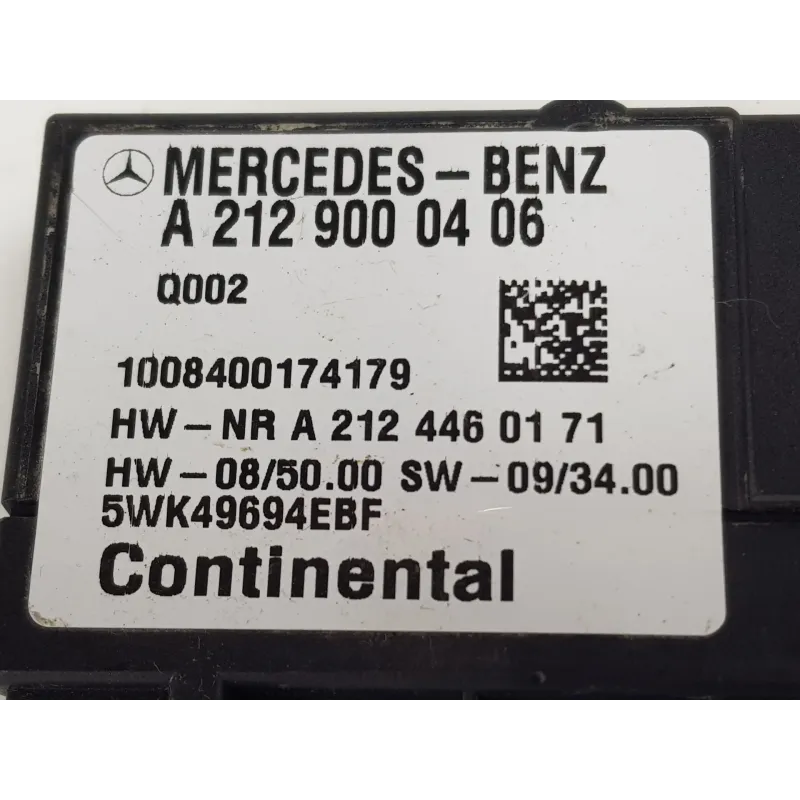 MERCEDES-BENZ
A 212 900 04 06
Q002
1008400174179
HW-NR A 212 446 01 71
HW-08/50.00 SW-09/34.00
5WK49694EBF
Continental